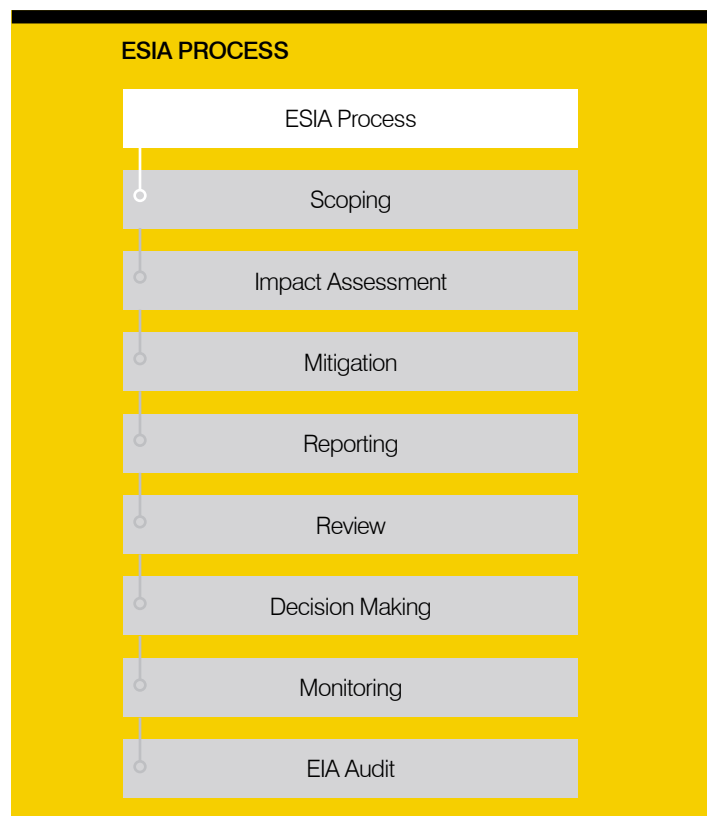 ESIA PROCESS
ESIA Process
Scoping
Impact Assessment
Mitigation
Reporting
Review
Decision Making
Monitoring
EIA Audit